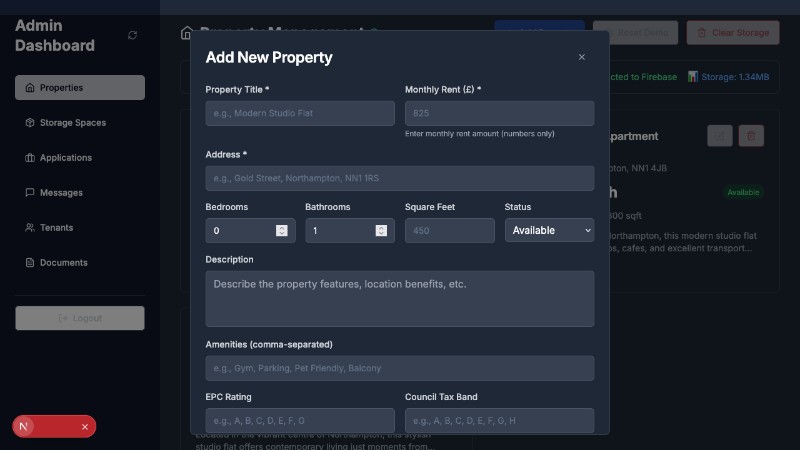 Admin
Dashboard
Properties
Storage Spaces
Applications
Messages
Tenants
Documents
Logout
N
Property Management
Reset Demo
Clear Storage
cted to Firebase
Storage: 1.34MB
Add New Property
Property Title *
Monthly Rent (£) *
e.g., Modern Studio Flat
825
Enter monthly rent amount (numbers only)
Address *
e.g., Gold Street, Northampton, NN1 1RS
Bedrooms
Bathrooms
Square Feet
Status
0
1
450
Available
Description
Describe the property features, location benefits, etc.
Amenities (comma-separated)
e.g., Gym, Parking, Pet Friendly, Balcony
EPC Rating
Council Tax Band
e.g., A, B, C, D, E, F, G
e.g., A, B, C, D, E, F, G, H
partment
pton, NN1 4JB
h
Available
sqft
orthampton, this modern studio flat
s, cafes, and excellent transport...
Located in the vibrant centre of Northampton, this stylish
studio flat offers contemporary living just moments from...